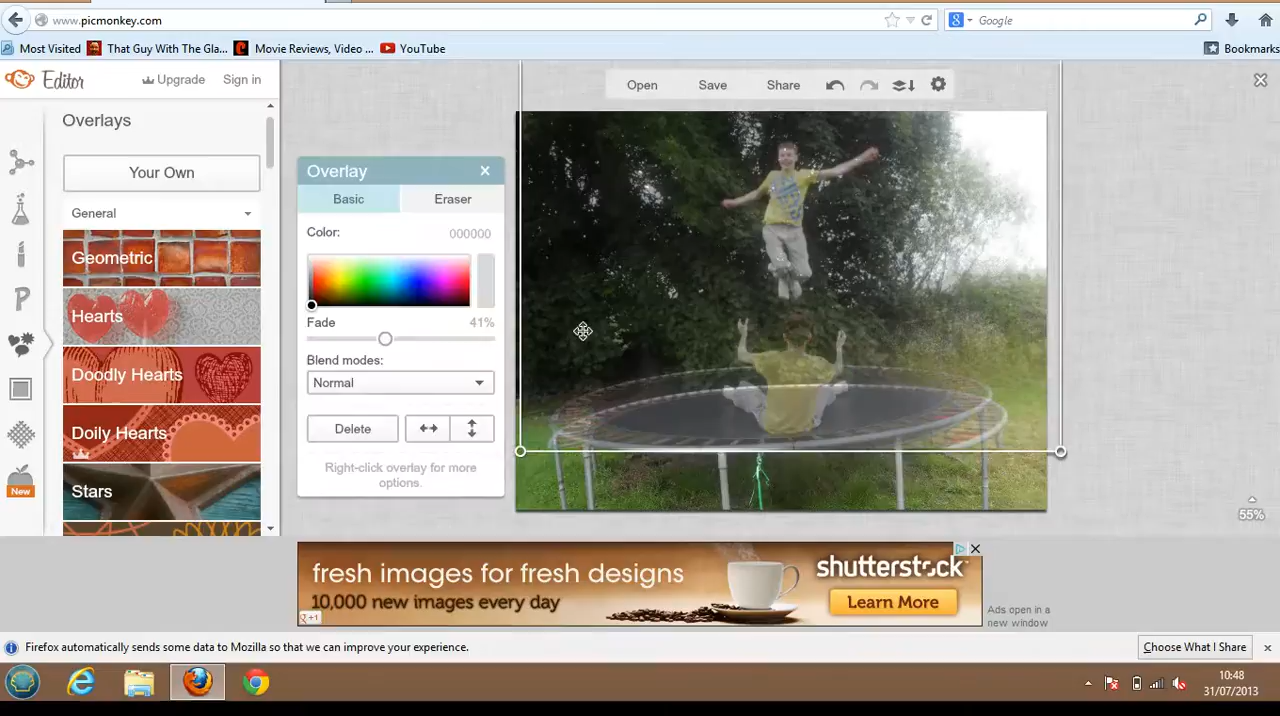 www.picmonkey.com
Google
Most Visited
That Guy With The Gla...
Movie Reviews, Video ...
YouTube
Bookmarks
Editor
Upgrade
Sign in
Open
Save
Share
Overlays
Your Own
General
Geometric
Hearts
Doodly Hearts
Doily Hearts
Stars
New
Overlay
Basic
Eraser
Color:
000000
Fade
41%
Blend modes:
Normal
Delete
Right-click overlay for more
options.
55%
fresh images for fresh designs
10,000 new images every day
shutterstock
Learn More
+1
Ads open in a
new window
Firefox automatically sends some data to Mozilla so that we can improve your experience.
Choose What I Share
10:48
31/07/2013